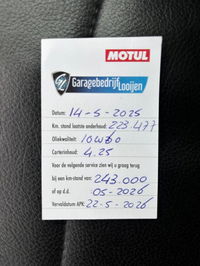 MOTUL
GL Garagebedrijf
Looijen
Datum: 14-5-2025
Km. stand laatste onderhoud: 223.477
Oliekwaliteit: 10W60
Carterinhoud: 4.25
Voor de volgende service zien wij u graag terug
bij een km-stand van: 243.000
of op d.d. 05-2026
Vervaldatum APK: 22-5-2026